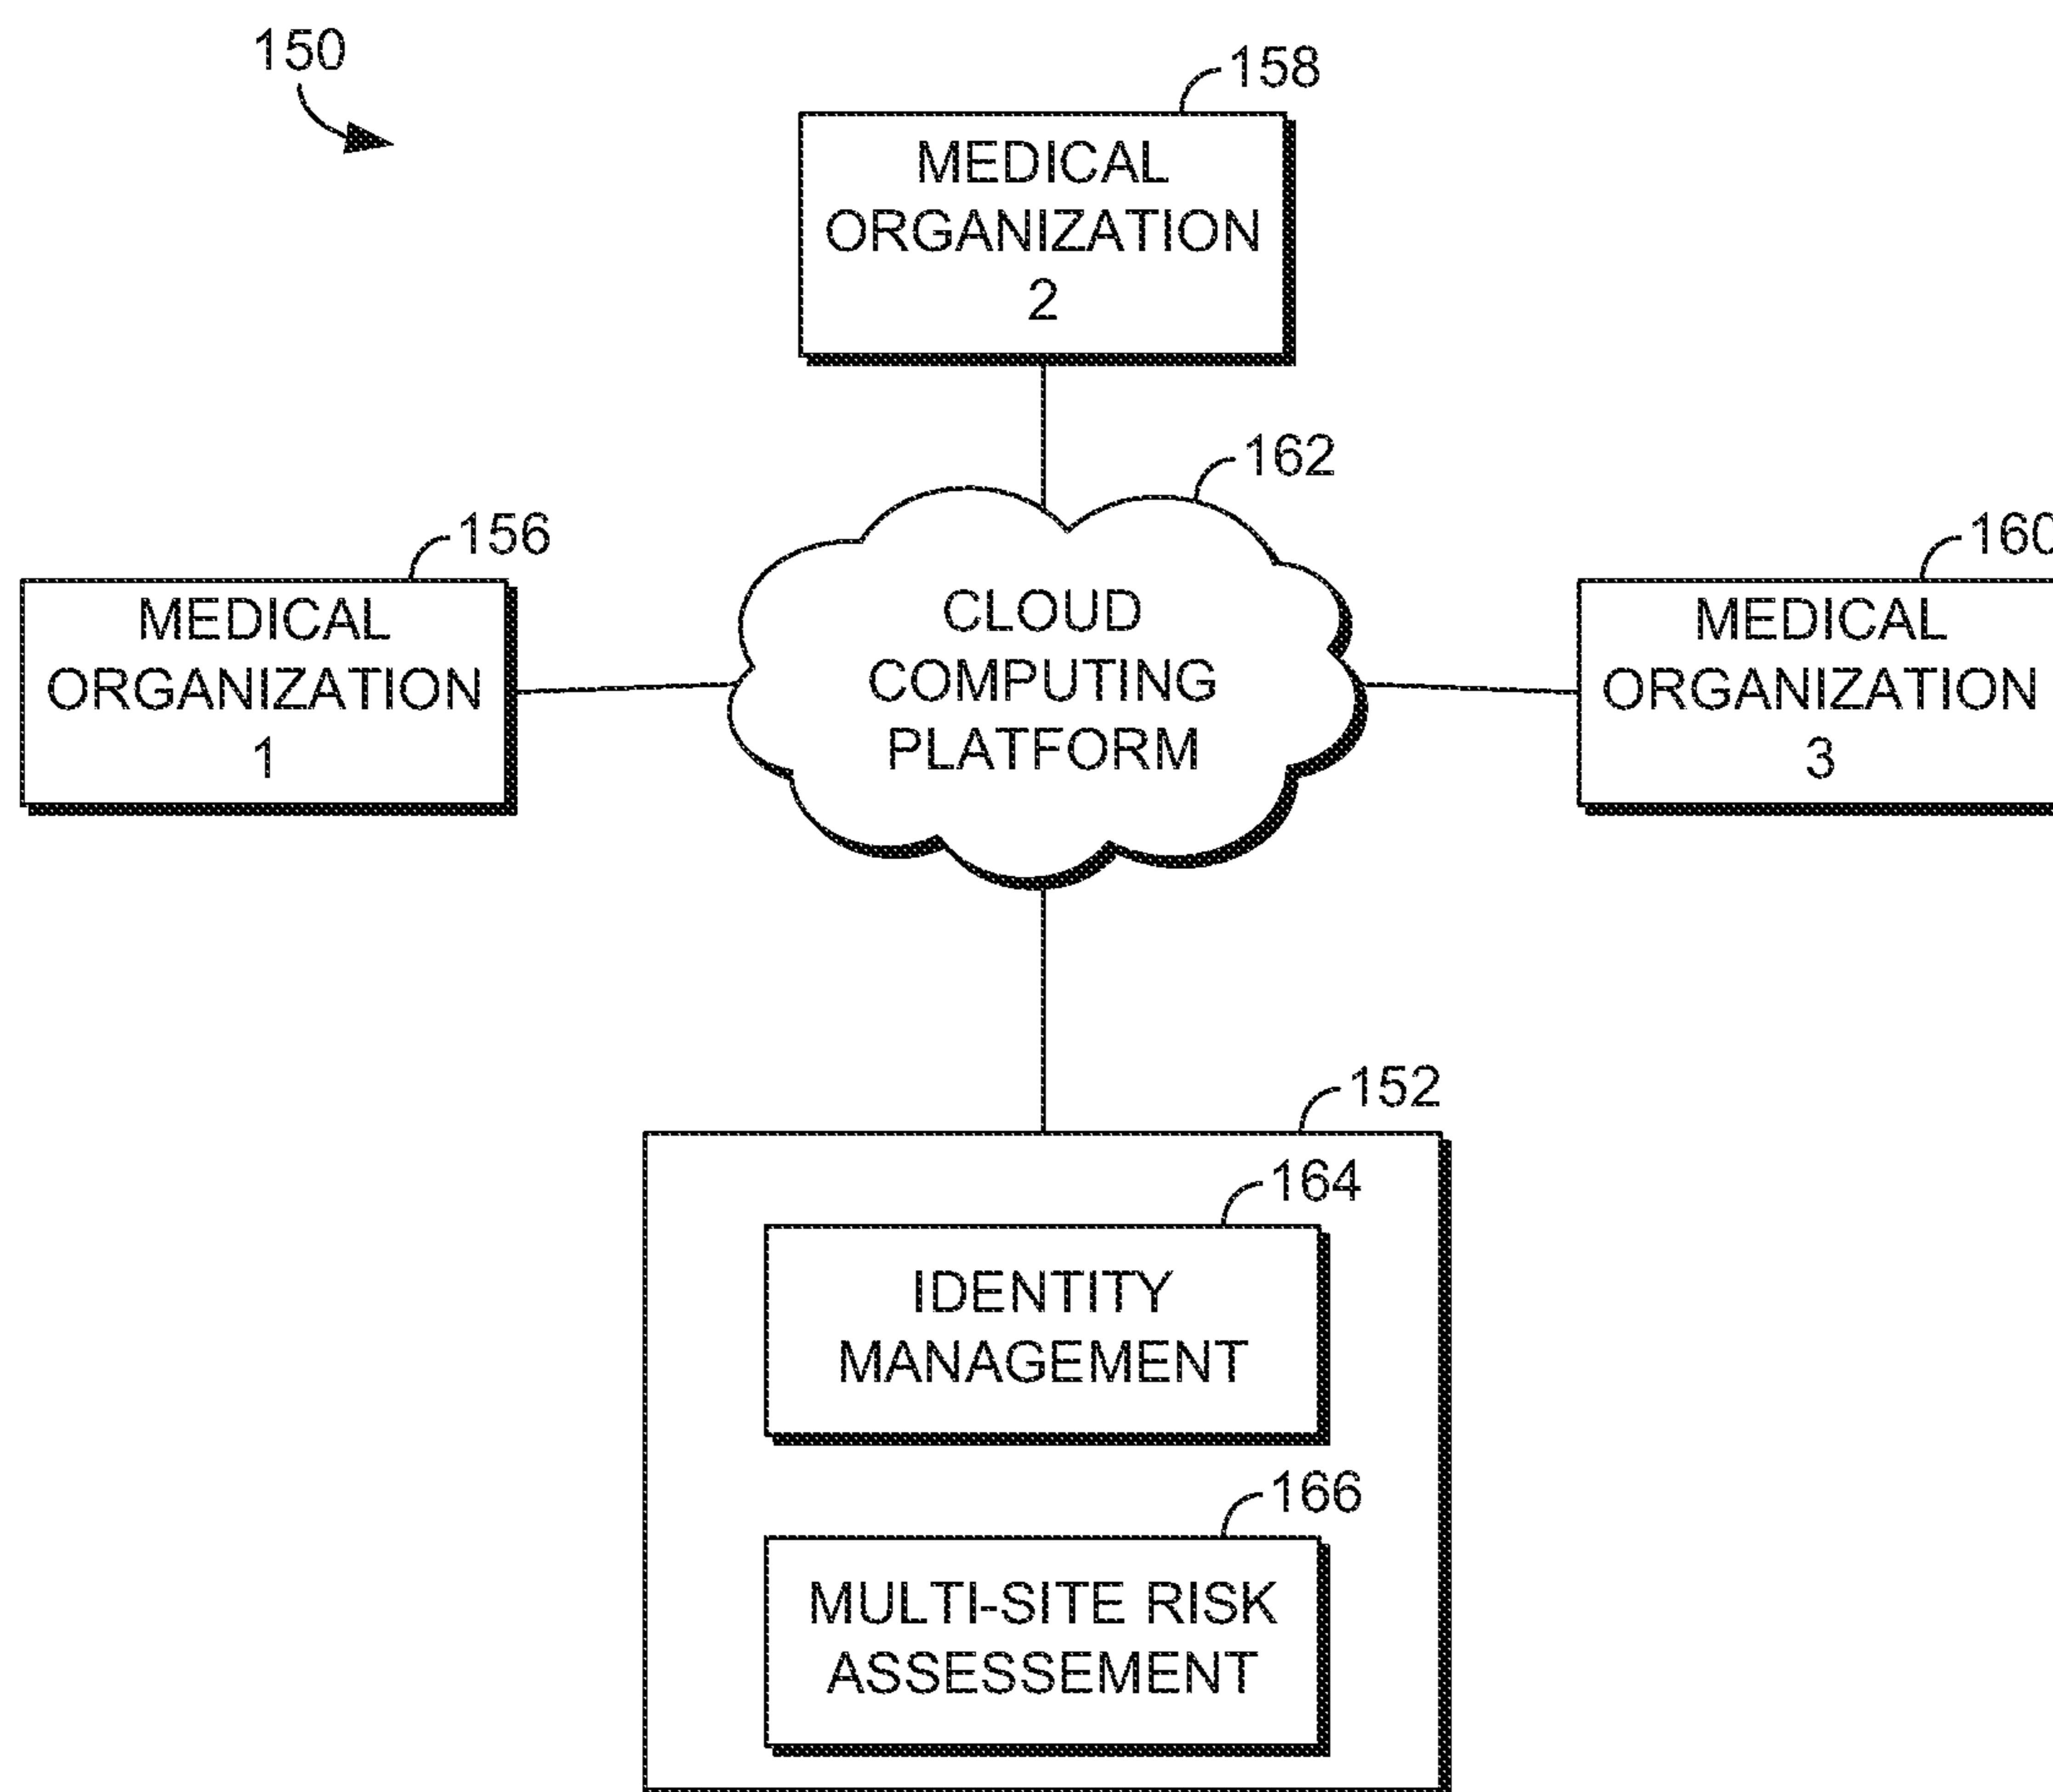 150
158
MEDICAL
ORGANIZATION
2
162
156
160
CLOUD
COMPUTING
PLATFORM
MEDICAL
ORGANIZATION
1
MEDICAL
ORGANIZATION
3
152
164
IDENTITY
MANAGEMENT
166
MULTI-SITE RISK
ASSESSEMENT